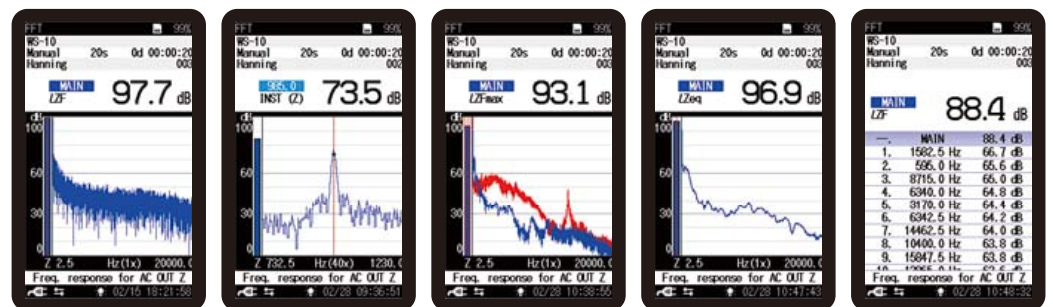 FFT 99%
WS-10
Manual 20s 0d 00:00:20
Hanning 003
MAIN
LZF 97.7 dB
dB
100
60
30
0
Z 2.5 Hz(1x) 20000.0
Freq. response for AC OUT Z
02/15 18:21:58
FFT 99%
WS-10
Manual 20s 0d 00:00:20
Hanning 002
985.0
INST (Z) 73.5 dB
dB
100
60
30
0
Z 732.5 Hz(40x) 1230.
Freq. response for AC OUT Z
02/28 09:36:51
FFT 99%
WS-10
Manual 20s 0d 00:00:20
Hanning 003
MAIN
LZFmax 93.1 dB
dB
100
60
30
0
Z 2.5 Hz(1x) 20000.0
Freq. response for AC OUT Z
02/28 10:38:55
FFT 99%
WS-10
Manual 20s 0d 00:00:20
Hanning 003
MAIN
LZeq 96.9 dB
dB
100
60
30
0
Z 2.5 Hz(1x) 20000.0
Freq. response for AC OUT Z
02/28 10:47:43
FFT 99%
WS-10
Manual 20s 0d 00:00:20
Hanning 003
MAIN
LZF 88.4 dB
--. MAIN 88.4 dB
1. 1582.5 Hz 66.7 dB
2. 595.0 Hz 65.6 dB
3. 8715.0 Hz 65.0 dB
4. 6340.0 Hz 64.8 dB
5. 3170.0 Hz 64.4 dB
6. 6342.5 Hz 64.2 dB
7. 14462.5 Hz 64.0 dB
8. 10400.0 Hz 63.8 dB
9. 15847.5 Hz 63.8 dB
Freq. response for AC OUT Z
02/28 10:48:32